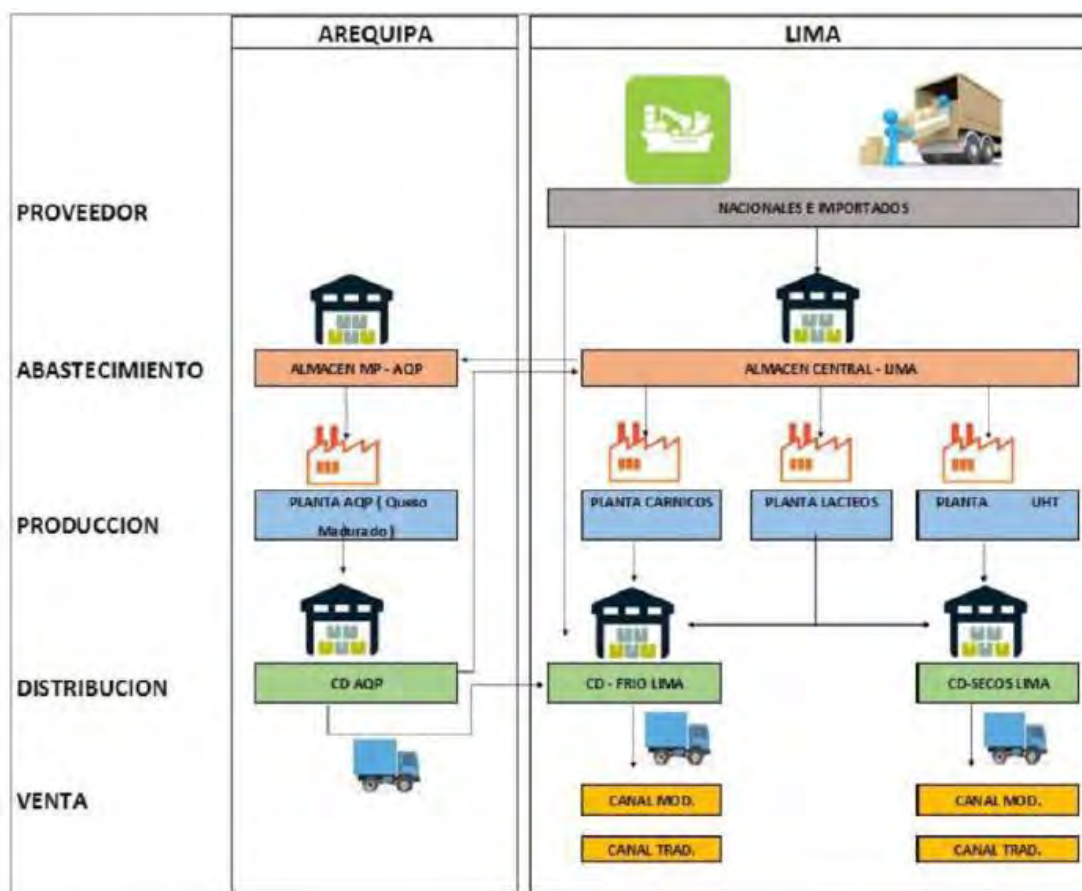 AREQUIPA
LIMA
PROVEEDOR
NACIONALES E IMPORTADOS
ABASTECIMIENTO
ALMACEN MP - AQP
ALMACEN CENTRAL - LIMA
PRODUCCION
PLANTA AQP ( Queso
Madurado )
PLANTA CARNICOS
PLANTA LACTEOS
PLANTA UHT
DISTRIBUCION
CD AQP
CD - FRIO LIMA
CD-SECOS LIMA
VENTA
CANAL MOD.
CANAL MOD.
CANAL TRAD.
CANAL TRAD.